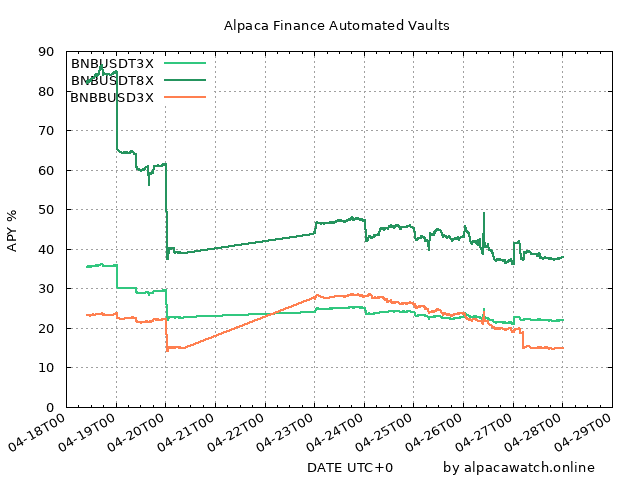 Alpaca Finance Automated Vaults
APY %
90
80
70
60
50
40
30
20
10
0
BNBUSDT3X
BNBUSDT8X
BNBBUSD3X
04-18T00
04-19T00
04-20T00
04-21T00
04-22T00
04-23T00
04-24T00
04-25T00
04-26T00
04-27T00
04-28T00
04-29T00
DATE UTC+0
by alpacawatch.online